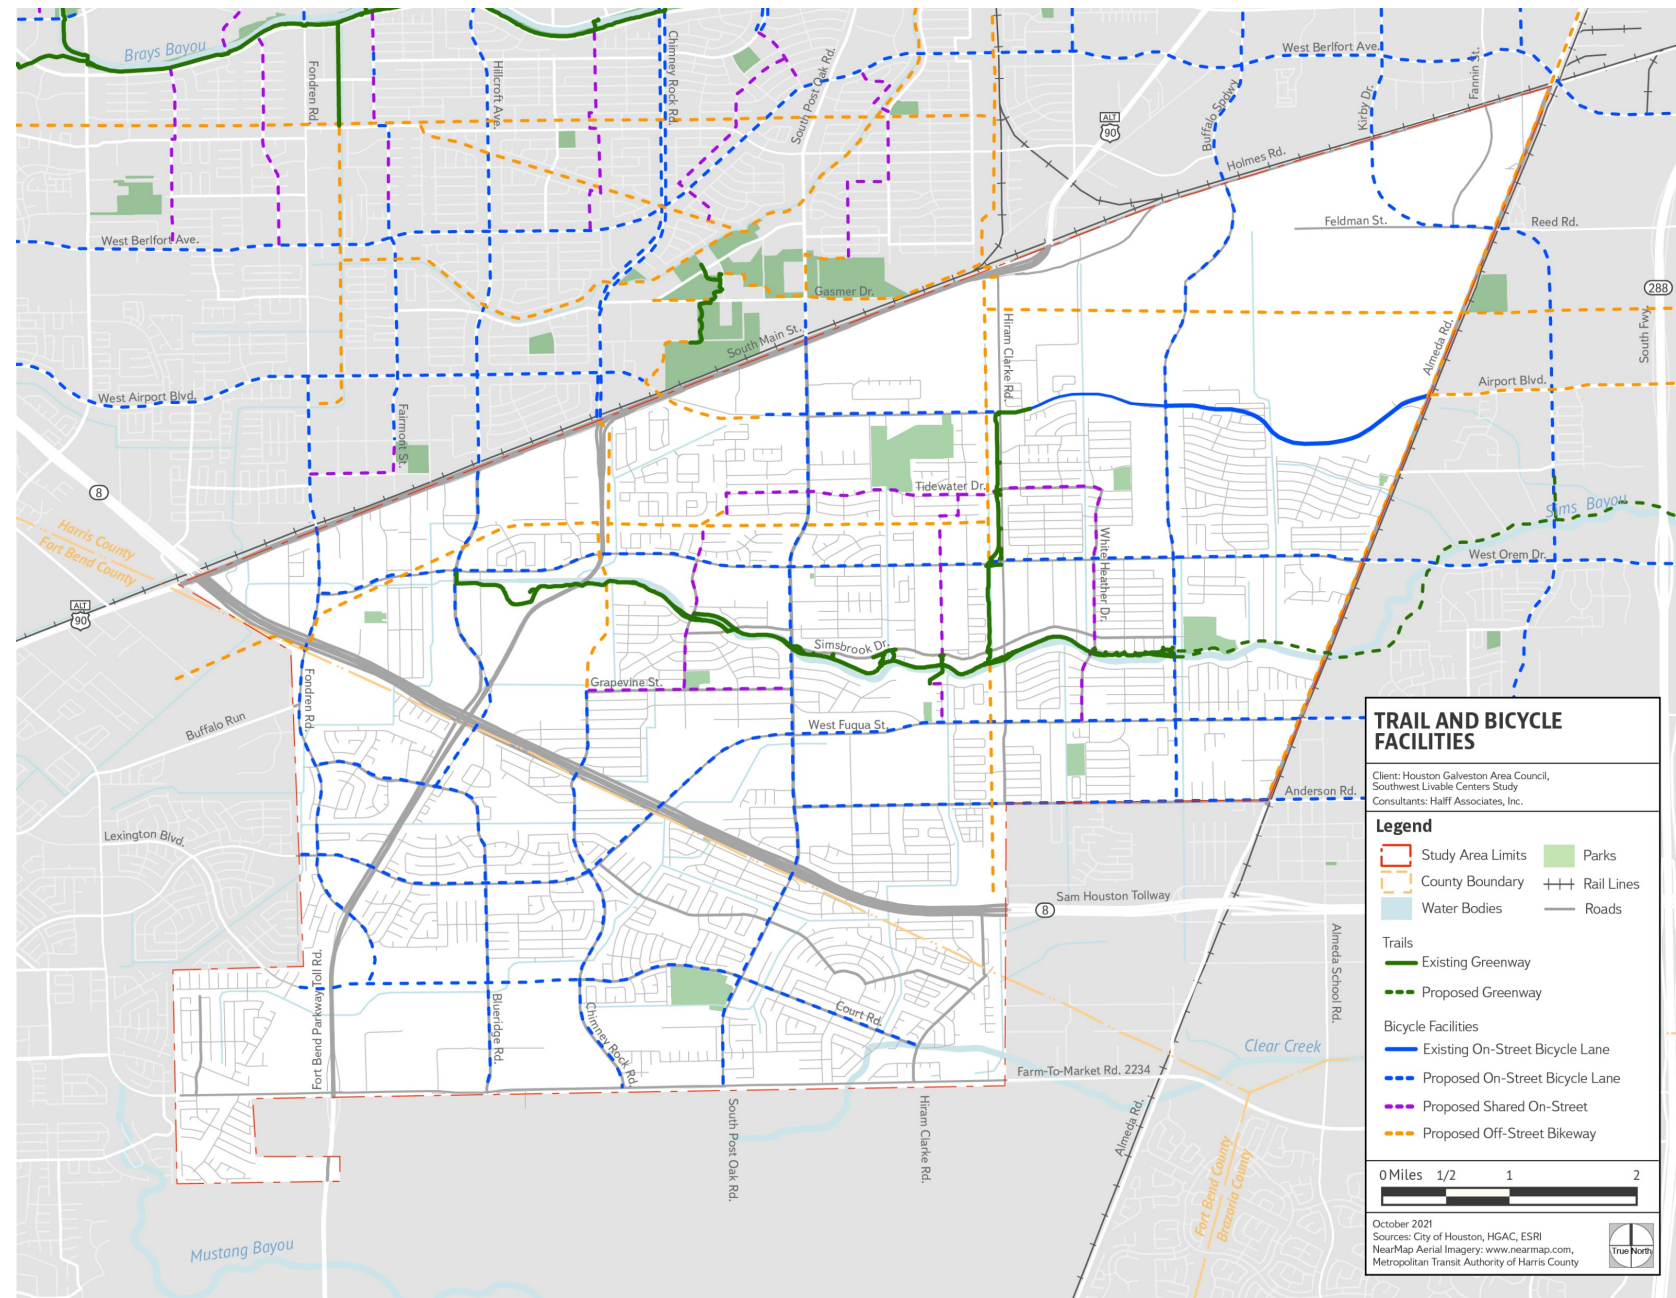 Brays Bayou
Fondren Rd.
Hillcroft Ave.
Chimney Rock Rd.
South Post Oak Rd.
ALT
90
Buffalo Spdwy
West Berlfort Ave.
Kirby Dr.
Fannin St.
Holmes Rd.
Feldman St.
Reed Rd.
288
South Fwy.
West Berlfort Ave.
Gasmer Dr.
South Main St.
Hiram Clarke Rd.
Almeda Rd.
Airport Blvd.
West Airport Blvd.
Fairmont St.
8
Harris County
Fort Bend County
ALT
90
Tidewater Dr.
White Heather Dr.
Sims Bayou
West Orem Dr.
Simsbrook Dr.
Grapevine St.
West Fuqua St.
Fondren Rd.
Buffalo Run
Lexington Blvd.
Anderson Rd.
Sam Houston Tollway
8
Almeda School Rd.
Fort Bend Parkway Toll Rd.
Blueridge Rd.
Chimney Rock Rd.
Court Rd.
Clear Creek
Farm-To-Market Rd. 2234
South Post Oak Rd.
Hiram Clarke Rd.
Almeda Rd.
Fort Bend County
Brazoria County
Mustang Bayou
TRAIL AND BICYCLE
FACILITIES
Client: Houston Galveston Area Council,
Southwest Livable Centers Study
Consultants: Halff Associates, Inc.
Legend
Study Area Limits
Parks
County Boundary
Rail Lines
Water Bodies
Roads
Trails
Existing Greenway
Proposed Greenway
Bicycle Facilities
Existing On-Street Bicycle Lane
Proposed On-Street Bicycle Lane
Proposed Shared On-Street
Proposed Off-Street Bikeway
0 Miles 1/2 1 2
October 2021
Sources: City of Houston, HGAC, ESRI
NearMap Aerial Imagery: www.nearmap.com,
Metropolitan Transit Authority of Harris County
True North